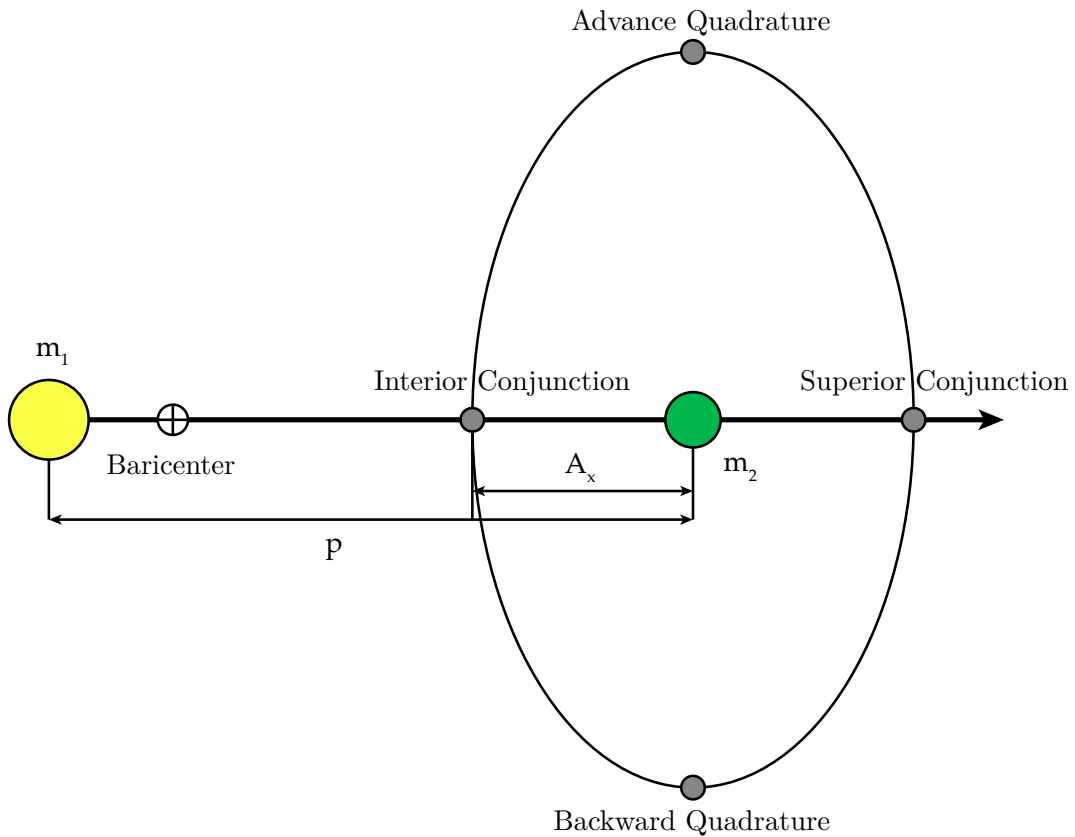 Advance Quadrature
m₁
Interior Conjunction
Superior Conjunction
Baricenter
Aₓ
m₂
p
Backward Quadrature